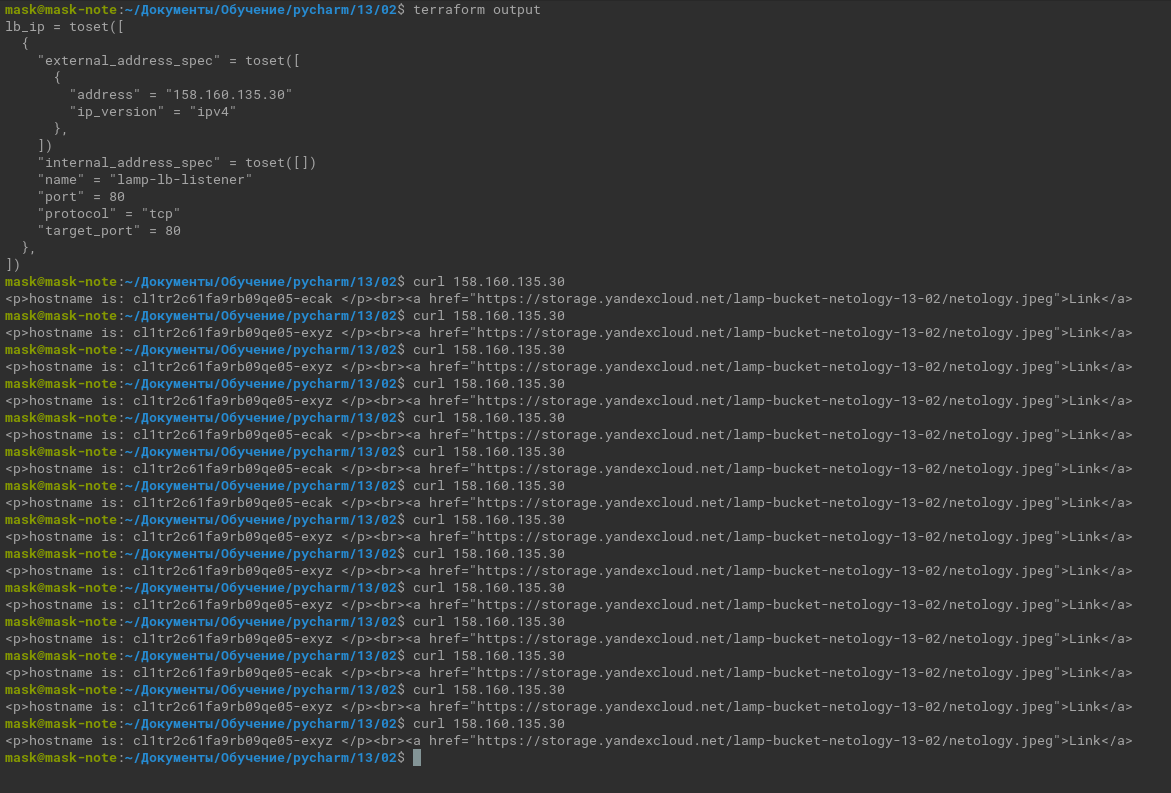 mask@mask-note:~/Документы/Обучение/pycharm/13/02$ terraform output
lb_ip = toset([
  {
    "external_address_spec" = toset([
      {
        "address" = "158.160.135.30"
        "ip_version" = "ipv4"
      },
    ])
    "internal_address_spec" = toset([])
    "name" = "lamp-lb-listener"
    "port" = 80
    "protocol" = "tcp"
    "target_port" = 80
  },
])
mask@mask-note:~/Документы/Обучение/pycharm/13/02$ curl 158.160.135.30
<p>hostname is: cl1tr2c61fa9rb09qe05-ecak </p><br><a href="https://storage.yandexcloud.net/lamp-bucket-netology-13-02/netology.jpeg">Link</a>
mask@mask-note:~/Документы/Обучение/pycharm/13/02$ curl 158.160.135.30
<p>hostname is: cl1tr2c61fa9rb09qe05-exyz </p><br><a href="https://storage.yandexcloud.net/lamp-bucket-netology-13-02/netology.jpeg">Link</a>
mask@mask-note:~/Документы/Обучение/pycharm/13/02$ curl 158.160.135.30
<p>hostname is: cl1tr2c61fa9rb09qe05-exyz </p><br><a href="https://storage.yandexcloud.net/lamp-bucket-netology-13-02/netology.jpeg">Link</a>
mask@mask-note:~/Документы/Обучение/pycharm/13/02$ curl 158.160.135.30
<p>hostname is: cl1tr2c61fa9rb09qe05-exyz </p><br><a href="https://storage.yandexcloud.net/lamp-bucket-netology-13-02/netology.jpeg">Link</a>
mask@mask-note:~/Документы/Обучение/pycharm/13/02$ curl 158.160.135.30
<p>hostname is: cl1tr2c61fa9rb09qe05-ecak </p><br><a href="https://storage.yandexcloud.net/lamp-bucket-netology-13-02/netology.jpeg">Link</a>
mask@mask-note:~/Документы/Обучение/pycharm/13/02$ curl 158.160.135.30
<p>hostname is: cl1tr2c61fa9rb09qe05-ecak </p><br><a href="https://storage.yandexcloud.net/lamp-bucket-netology-13-02/netology.jpeg">Link</a>
mask@mask-note:~/Документы/Обучение/pycharm/13/02$ curl 158.160.135.30
<p>hostname is: cl1tr2c61fa9rb09qe05-ecak </p><br><a href="https://storage.yandexcloud.net/lamp-bucket-netology-13-02/netology.jpeg">Link</a>
mask@mask-note:~/Документы/Обучение/pycharm/13/02$ curl 158.160.135.30
<p>hostname is: cl1tr2c61fa9rb09qe05-exyz </p><br><a href="https://storage.yandexcloud.net/lamp-bucket-netology-13-02/netology.jpeg">Link</a>
mask@mask-note:~/Документы/Обучение/pycharm/13/02$ curl 158.160.135.30
<p>hostname is: cl1tr2c61fa9rb09qe05-exyz </p><br><a href="https://storage.yandexcloud.net/lamp-bucket-netology-13-02/netology.jpeg">Link</a>
mask@mask-note:~/Документы/Обучение/pycharm/13/02$ curl 158.160.135.30
<p>hostname is: cl1tr2c61fa9rb09qe05-exyz </p><br><a href="https://storage.yandexcloud.net/lamp-bucket-netology-13-02/netology.jpeg">Link</a>
mask@mask-note:~/Документы/Обучение/pycharm/13/02$ curl 158.160.135.30
<p>hostname is: cl1tr2c61fa9rb09qe05-exyz </p><br><a href="https://storage.yandexcloud.net/lamp-bucket-netology-13-02/netology.jpeg">Link</a>
mask@mask-note:~/Документы/Обучение/pycharm/13/02$ curl 158.160.135.30
<p>hostname is: cl1tr2c61fa9rb09qe05-ecak </p><br><a href="https://storage.yandexcloud.net/lamp-bucket-netology-13-02/netology.jpeg">Link</a>
mask@mask-note:~/Документы/Обучение/pycharm/13/02$ curl 158.160.135.30
<p>hostname is: cl1tr2c61fa9rb09qe05-exyz </p><br><a href="https://storage.yandexcloud.net/lamp-bucket-netology-13-02/netology.jpeg">Link</a>
mask@mask-note:~/Документы/Обучение/pycharm/13/02$ curl 158.160.135.30
<p>hostname is: cl1tr2c61fa9rb09qe05-exyz </p><br><a href="https://storage.yandexcloud.net/lamp-bucket-netology-13-02/netology.jpeg">Link</a>
mask@mask-note:~/Документы/Обучение/pycharm/13/02$